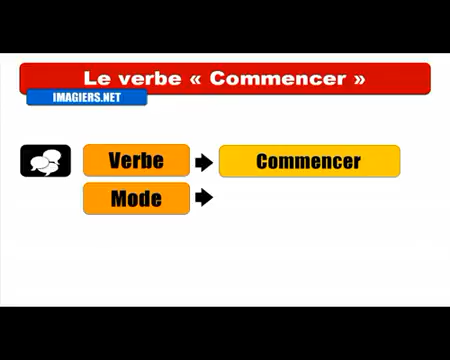 Le verbe « Commencer »
IMAGIERS.NET
Verbe Commencer
Mode